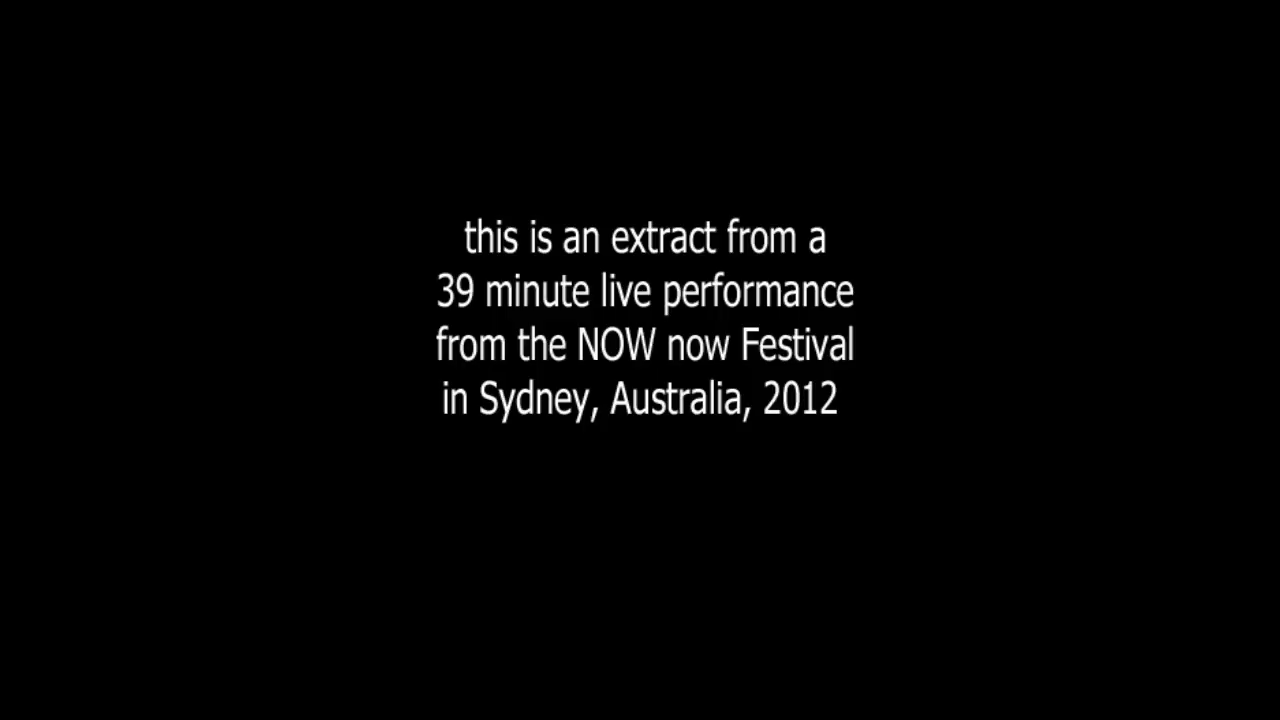 this is an extract from a
39 minute live performance
from the NOW now Festival
in Sydney, Australia, 2012